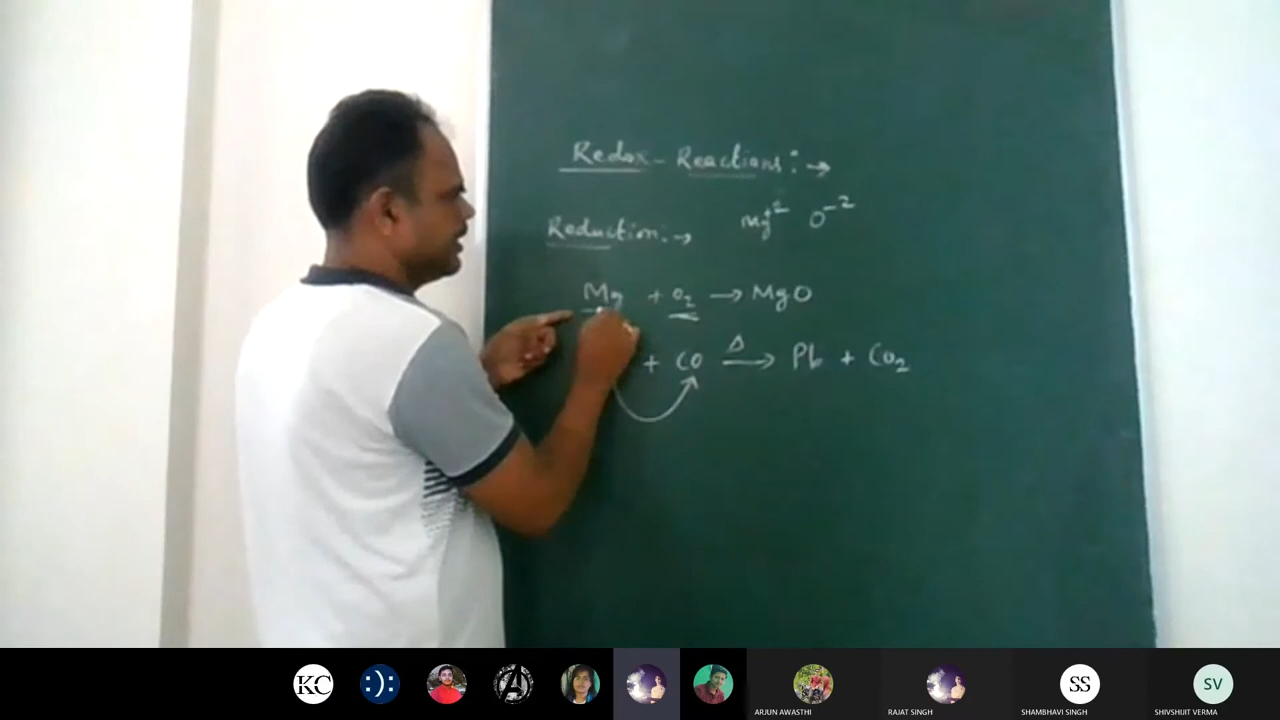 Redox - Reactions :→
Reduction :→ Mg+2 O-2
Mg + O2 → MgO
+ CO Δ → Pb + CO2
KC :): A SS SV
ARJUN AWASTHI RAJAT SINGH SHAMBHAVI SINGH SHIVSHIJIT VERMA